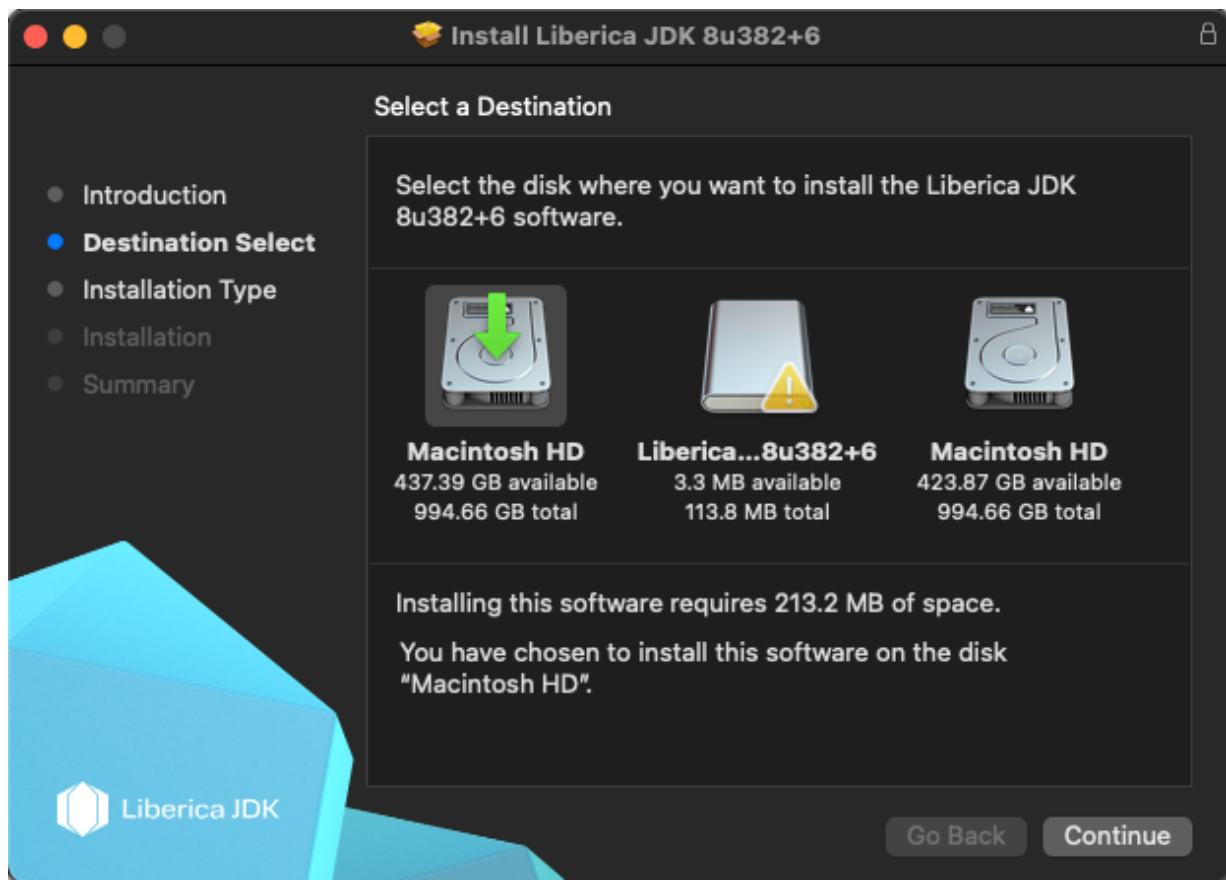 Install Liberica JDK 8u382+6
Select a Destination
Introduction
Destination Select
Installation Type
Installation
Summary
Select the disk where you want to install the Liberica JDK
8u382+6 software.
Macintosh HD
437.39 GB available
994.66 GB total
Liberica...8u382+6
3.3 MB available
113.8 MB total
Macintosh HD
423.87 GB available
994.66 GB total
Installing this software requires 213.2 MB of space.
You have chosen to install this software on the disk
“Macintosh HD”.
Liberica JDK
Go Back
Continue